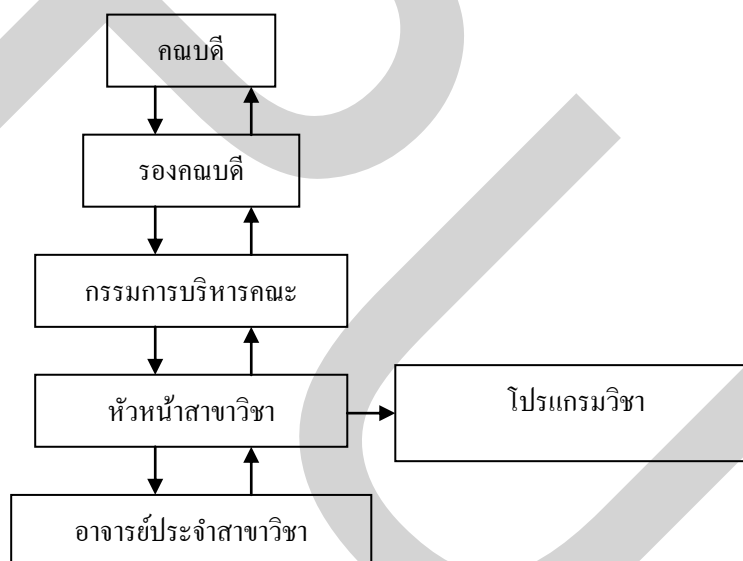 คณบดี
รองคณบดี
กรรมการบริหารคณะ
หัวหน้าสาขาวิชา
โปรแกรมวิชา
อาจารย์ประจำสาขาวิชา